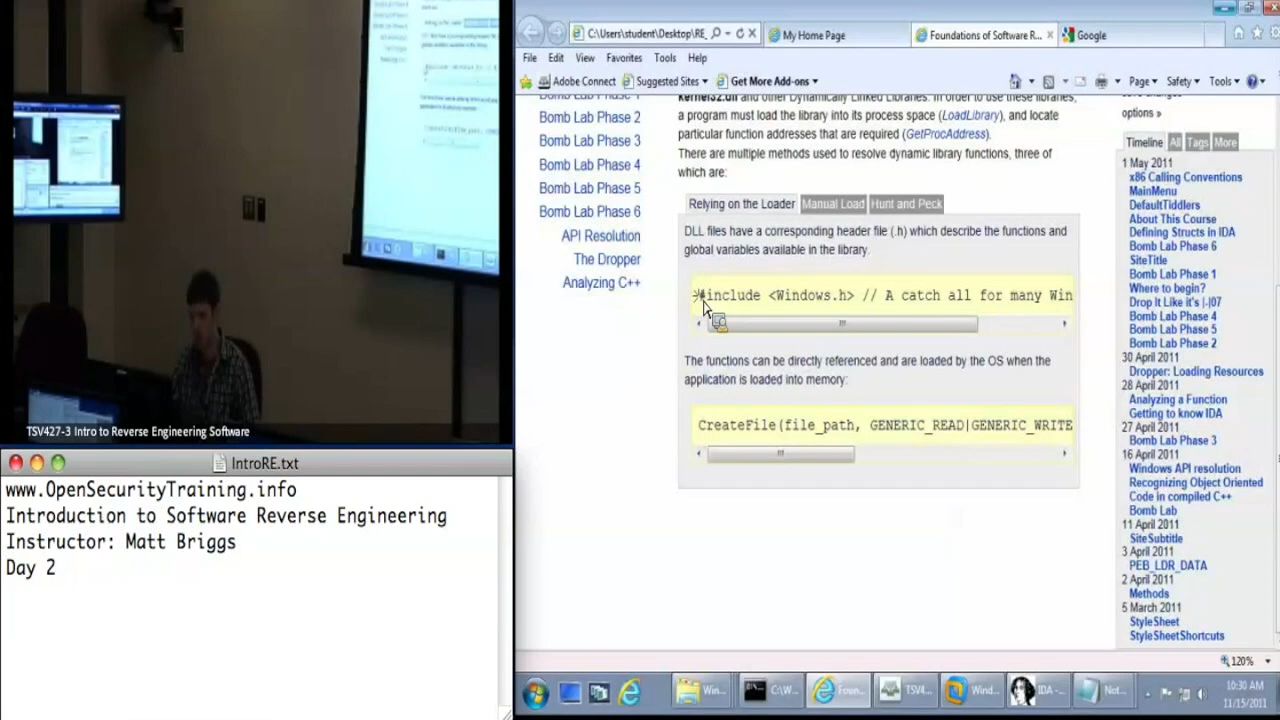 TSV427-3 Intro to Reverse Engineering Software
IntroRE.txt
www.OpenSecurityTraining.info
Introduction to Software Reverse Engineering
Instructor: Matt Briggs
Day 2
C:\Users\student\Desktop\RE_
My Home Page
Foundations of Software R...
Google
File Edit View Favorites Tools Help
Adobe Connect Suggested Sites Get More Add-ons
Page Safety Tools
Bomb Lab Phase 1
Bomb Lab Phase 2
Bomb Lab Phase 3
Bomb Lab Phase 4
Bomb Lab Phase 5
Bomb Lab Phase 6
API Resolution
The Dropper
Analyzing C++
kernel32.dll and other Dynamically Linked Libraries. In order to use these libraries,
a program must load the library into its process space (LoadLibrary), and locate
particular function addresses that are required (GetProcAddress).
There are multiple methods used to resolve dynamic library functions, three of
which are:
Relying on the Loader Manual Load Hunt and Peck
DLL files have a corresponding header file (.h) which describe the functions and
global variables available in the library.
#include <Windows.h> // A catch all for many Win
The functions can be directly referenced and are loaded by the OS when the
application is loaded into memory:
CreateFile(file_path, GENERIC_READ|GENERIC_WRITE
options »
Timeline All Tags More
1 May 2011
x86 Calling Conventions
MainMenu
DefaultTiddlers
About This Course
Defining Structs in IDA
Bomb Lab Phase 6
SiteTitle
Bomb Lab Phase 1
Where to begin?
Drop It Like it's |-|07
Bomb Lab Phase 4
Bomb Lab Phase 5
Bomb Lab Phase 2
30 April 2011
Dropper: Loading Resources
28 April 2011
Analyzing a Function
Getting to know IDA
27 April 2011
Bomb Lab Phase 3
16 April 2011
Windows API resolution
Recognizing Object Oriented
Code in compiled C++
Bomb Lab
11 April 2011
SiteSubtitle
3 April 2011
PEB_LDR_DATA
2 April 2011
Methods
5 March 2011
StyleSheet
StyleSheetShortcuts
120%
Win... C:\W... Foun... TSV4... Wind... IDA -... Not...
10:30 AM
11/15/2011